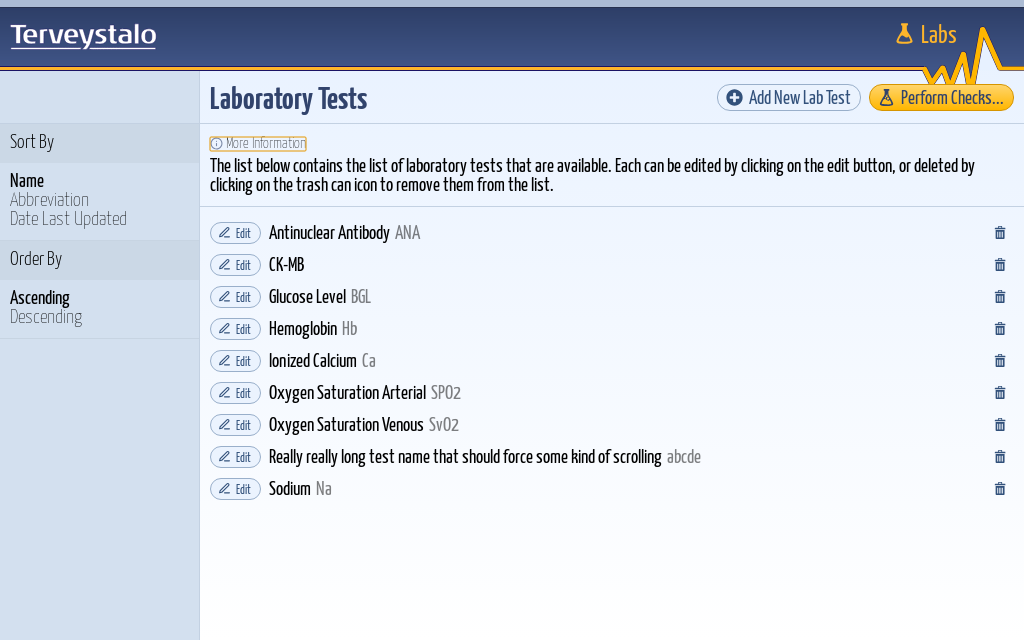 Terveystalo
Labs
Laboratory Tests
Add New Lab Test
Perform Checks...
Sort By
Name
Abbreviation
Date Last Updated
Order By
Ascending
Descending
More Information
The list below contains the list of laboratory tests that are available. Each can be edited by clicking on the edit button, or deleted by
clicking on the trash can icon to remove them from the list.
Edit Antinuclear Antibody ANA
Edit CK-MB
Edit Glucose Level BGL
Edit Hemoglobin Hb
Edit Ionized Calcium Ca
Edit Oxygen Saturation Arterial SPO2
Edit Oxygen Saturation Venous SvO2
Edit Really really long test name that should force some kind of scrolling abcde
Edit Sodium Na